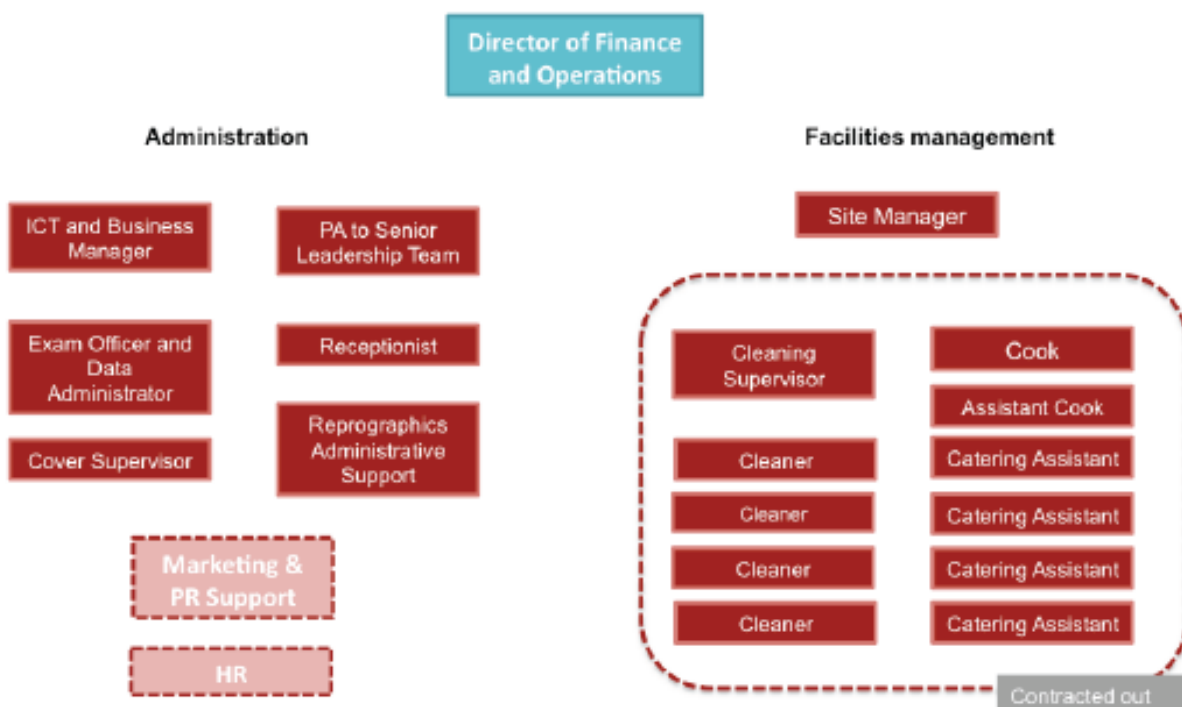 Director of Finance
and Operations
Administration
ICT and Business
Manager
PA to Senior
Leadership Team
Exam Officer and
Data
Administrator
Receptionist
Cover Supervisor
Reprographics
Administrative
Support
Marketing &
PR Support
HR
Facilities management
Site Manager
Cleaning
Supervisor
Cleaner
Cleaner
Cleaner
Cleaner
Cook
Assistant Cook
Catering Assistant
Catering Assistant
Catering Assistant
Catering Assistant
Contracted out